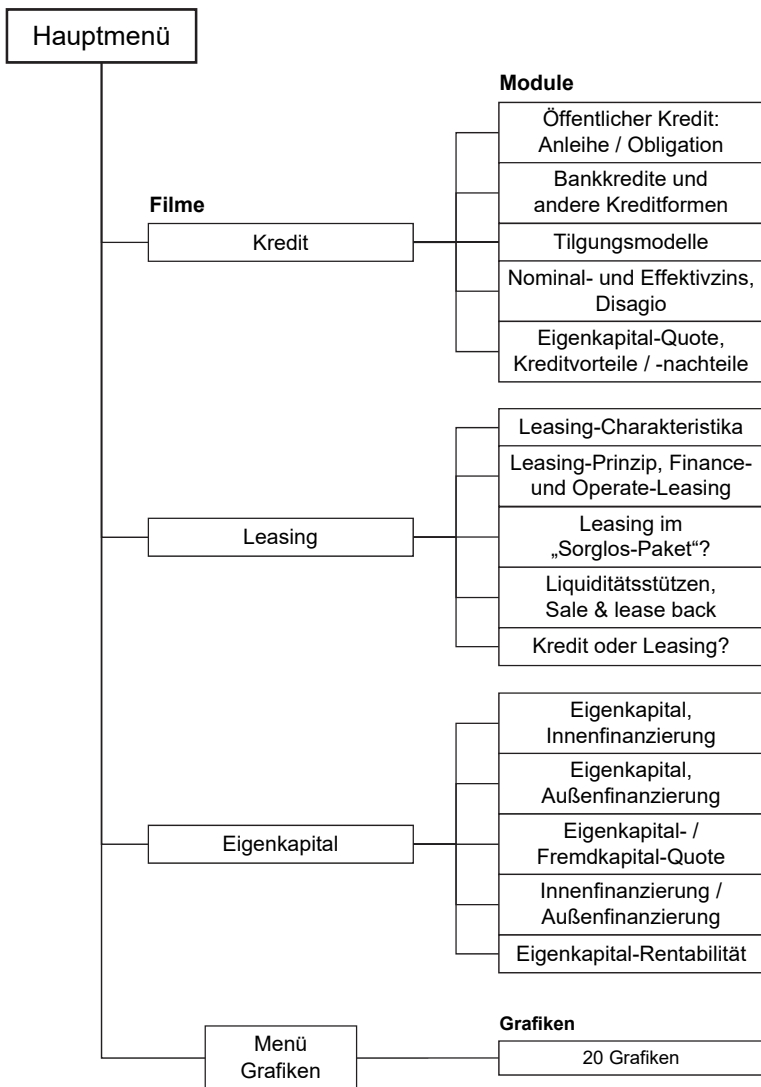 Hauptmenü
Module
Öffentlicher Kredit:
Anleihe / Obligation
Bankkredite und
andere Kreditformen
Filme
Kredit
Tilgungsmodelle
Nominal- und Effektivzins,
Disagio
Eigenkapital-Quote,
Kreditvorteile / -nachteile
Leasing-Charakteristika
Leasing-Prinzip, Finance-
und Operate-Leasing
Leasing
Leasing im
„Sorglos-Paket“?
Liquiditätsstützen,
Sale & lease back
Kredit oder Leasing?
Eigenkapital,
Innenfinanzierung
Eigenkapital,
Außenfinanzierung
Eigenkapital
Eigenkapital- /
Fremdkapital-Quote
Innenfinanzierung /
Außenfinanzierung
Eigenkapital-Rentabilität
Menü
Grafiken
Grafiken
20 Grafiken